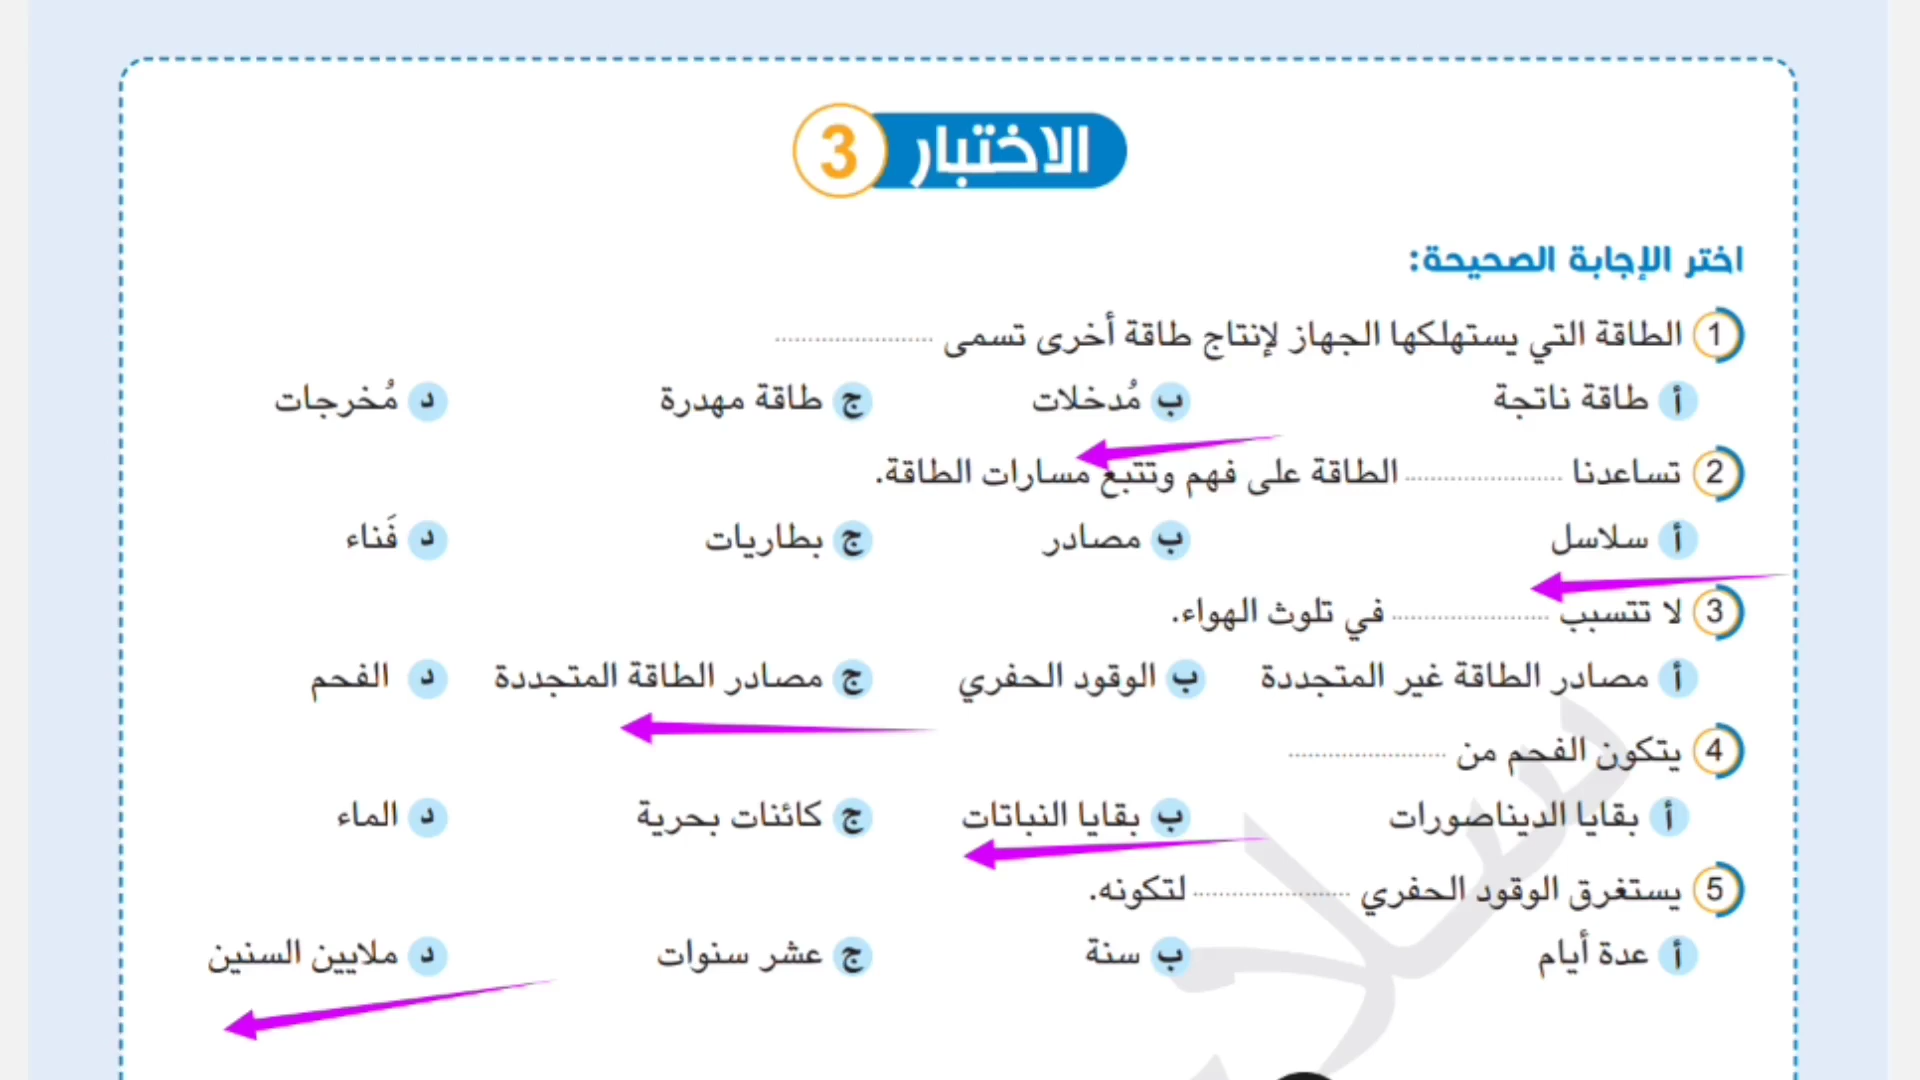 الاختبار 3
اختر الإجابة الصحيحة:
1 الطاقة التي يستهلكها الجهاز لإنتاج طاقة أخرى تسمى ......................
أ طاقة ناتجة ب مُدخلات ج طاقة مهدرة د مُخرجات
2 تساعدنا ...................... الطاقة على فهم وتتبع مسارات الطاقة.
أ سلاسل ب مصادر ج بطاريات د فَناء
3 لا تتسبب ...................... في تلوث الهواء.
أ مصادر الطاقة غير المتجددة ب الوقود الحفري ج مصادر الطاقة المتجددة د الفحم
4 يتكون الفحم من ......................
أ بقايا الديناصورات ب بقايا النباتات ج كائنات بحرية د الماء
5 يستغرق الوقود الحفري ...................... لتكونه.
أ عدة أيام ب سنة ج عشر سنوات د ملايين السنين